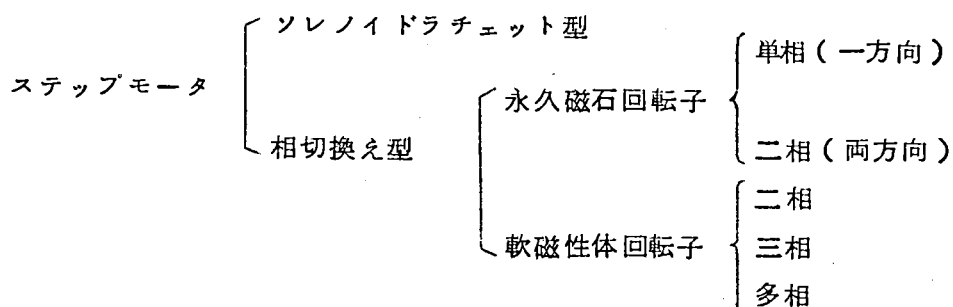 ソレノイドラチェット型
単相(一方向)
ステップモータ
永久磁石回転子
相切換え型
二相(両方向)
二相
軟磁性体回転子
三相
多相